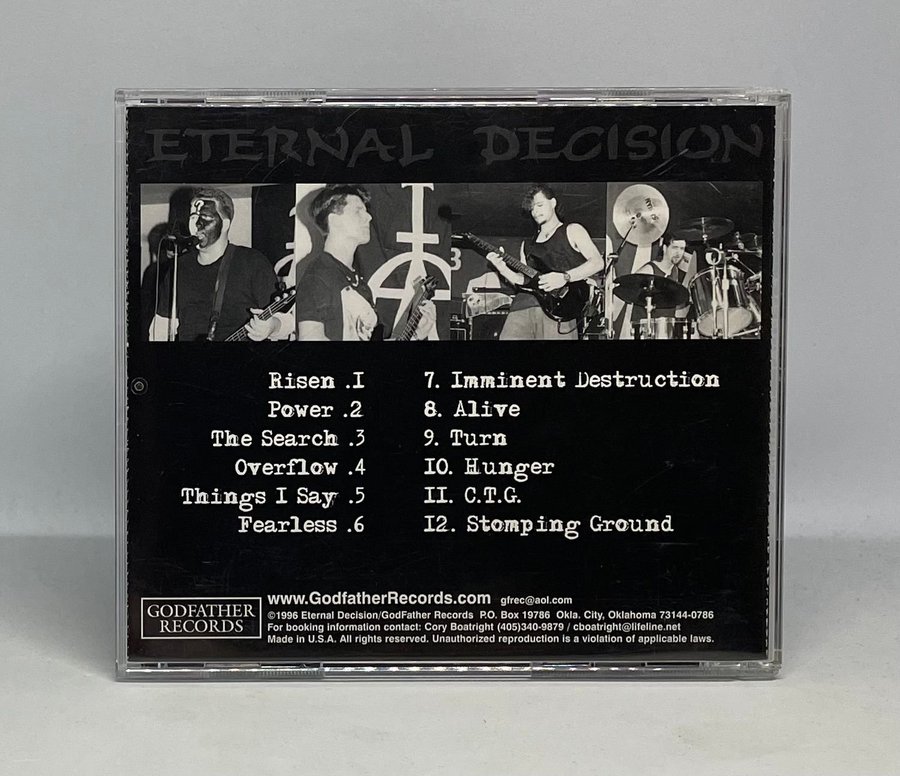 ETERNAL DECISION
Risen .1
Power .2
The Search .3
Overflow .4
Things I Say .5
Fearless .6
7. Imminent Destruction
8. Alive
9. Turn
10. Hunger
11. C.T.G.
12. Stomping Ground
GODFATHER
RECORDS
www.GodfatherRecords.com gfrec@aol.com
©1996 Eternal Decision/GodFather Records P.O. Box 19786 Okla. City, Oklahoma 73144-0786
For booking information contact: Cory Boatright (405)340-9879 / cboatright@lifeline.net
Made in U.S.A. All rights reserved. Unauthorized reproduction is a violation of applicable laws.